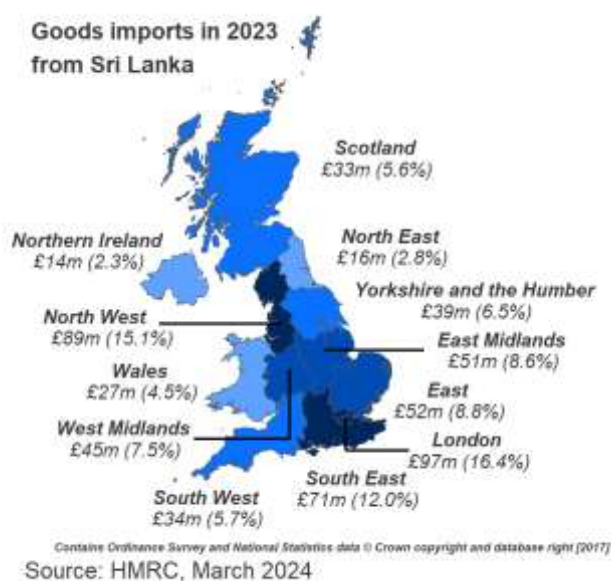 Goods imports in 2023
from Sri Lanka
Scotland
£33m (5.6%)
Northern Ireland
£14m (2.3%)
North East
£16m (2.8%)
Yorkshire and the Humber
£39m (6.5%)
North West
£89m (15.1%)
East Midlands
£51m (8.6%)
Wales
£27m (4.5%)
East
£52m (8.8%)
West Midlands
£45m (7.5%)
London
£97m (16.4%)
South East
£71m (12.0%)
South West
£34m (5.7%)
Contains Ordinance Survey and National Statistics data © Crown copyright and database right [2017]
Source: HMRC, March 2024